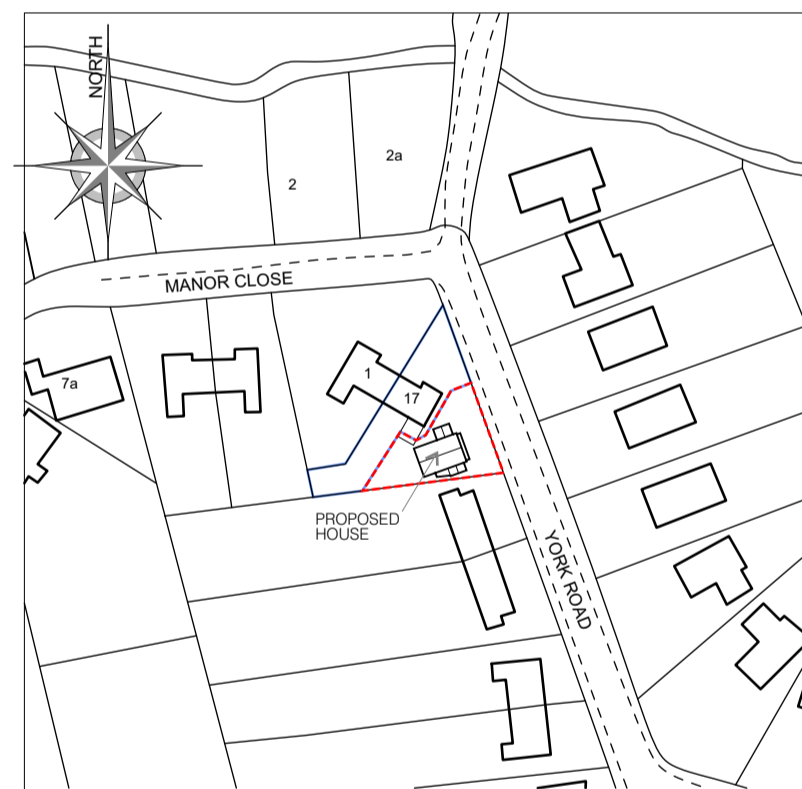 NORTH
2a
2
MANOR CLOSE
7a
1
17
PROPOSED
HOUSE
YORK ROAD